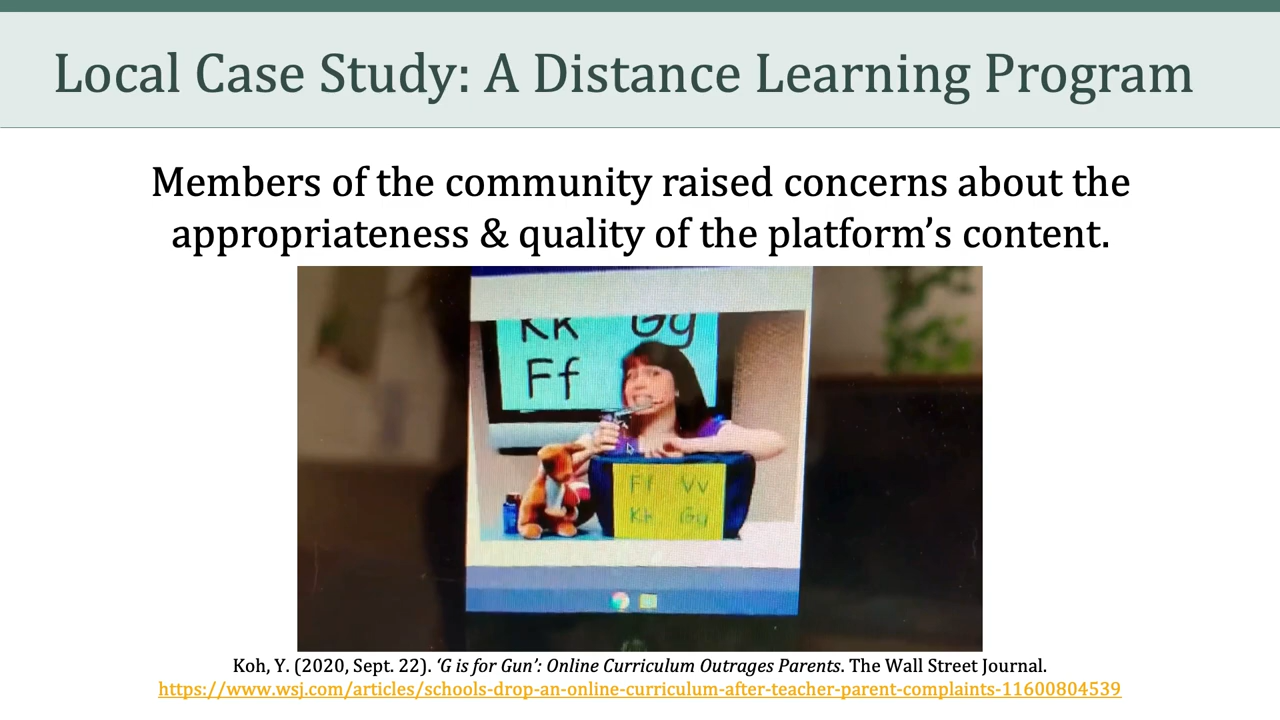 Local Case Study: A Distance Learning Program
Members of the community raised concerns about the
appropriateness & quality of the platform's content.
Kk Gg
Ff
Ff Vv
Kk Gg
Koh, Y. (2020, Sept. 22). ‘G is for Gun’: Online Curriculum Outrages Parents. The Wall Street Journal.
https://www.wsj.com/articles/schools-drop-an-online-curriculum-after-teacher-parent-complaints-11600804539